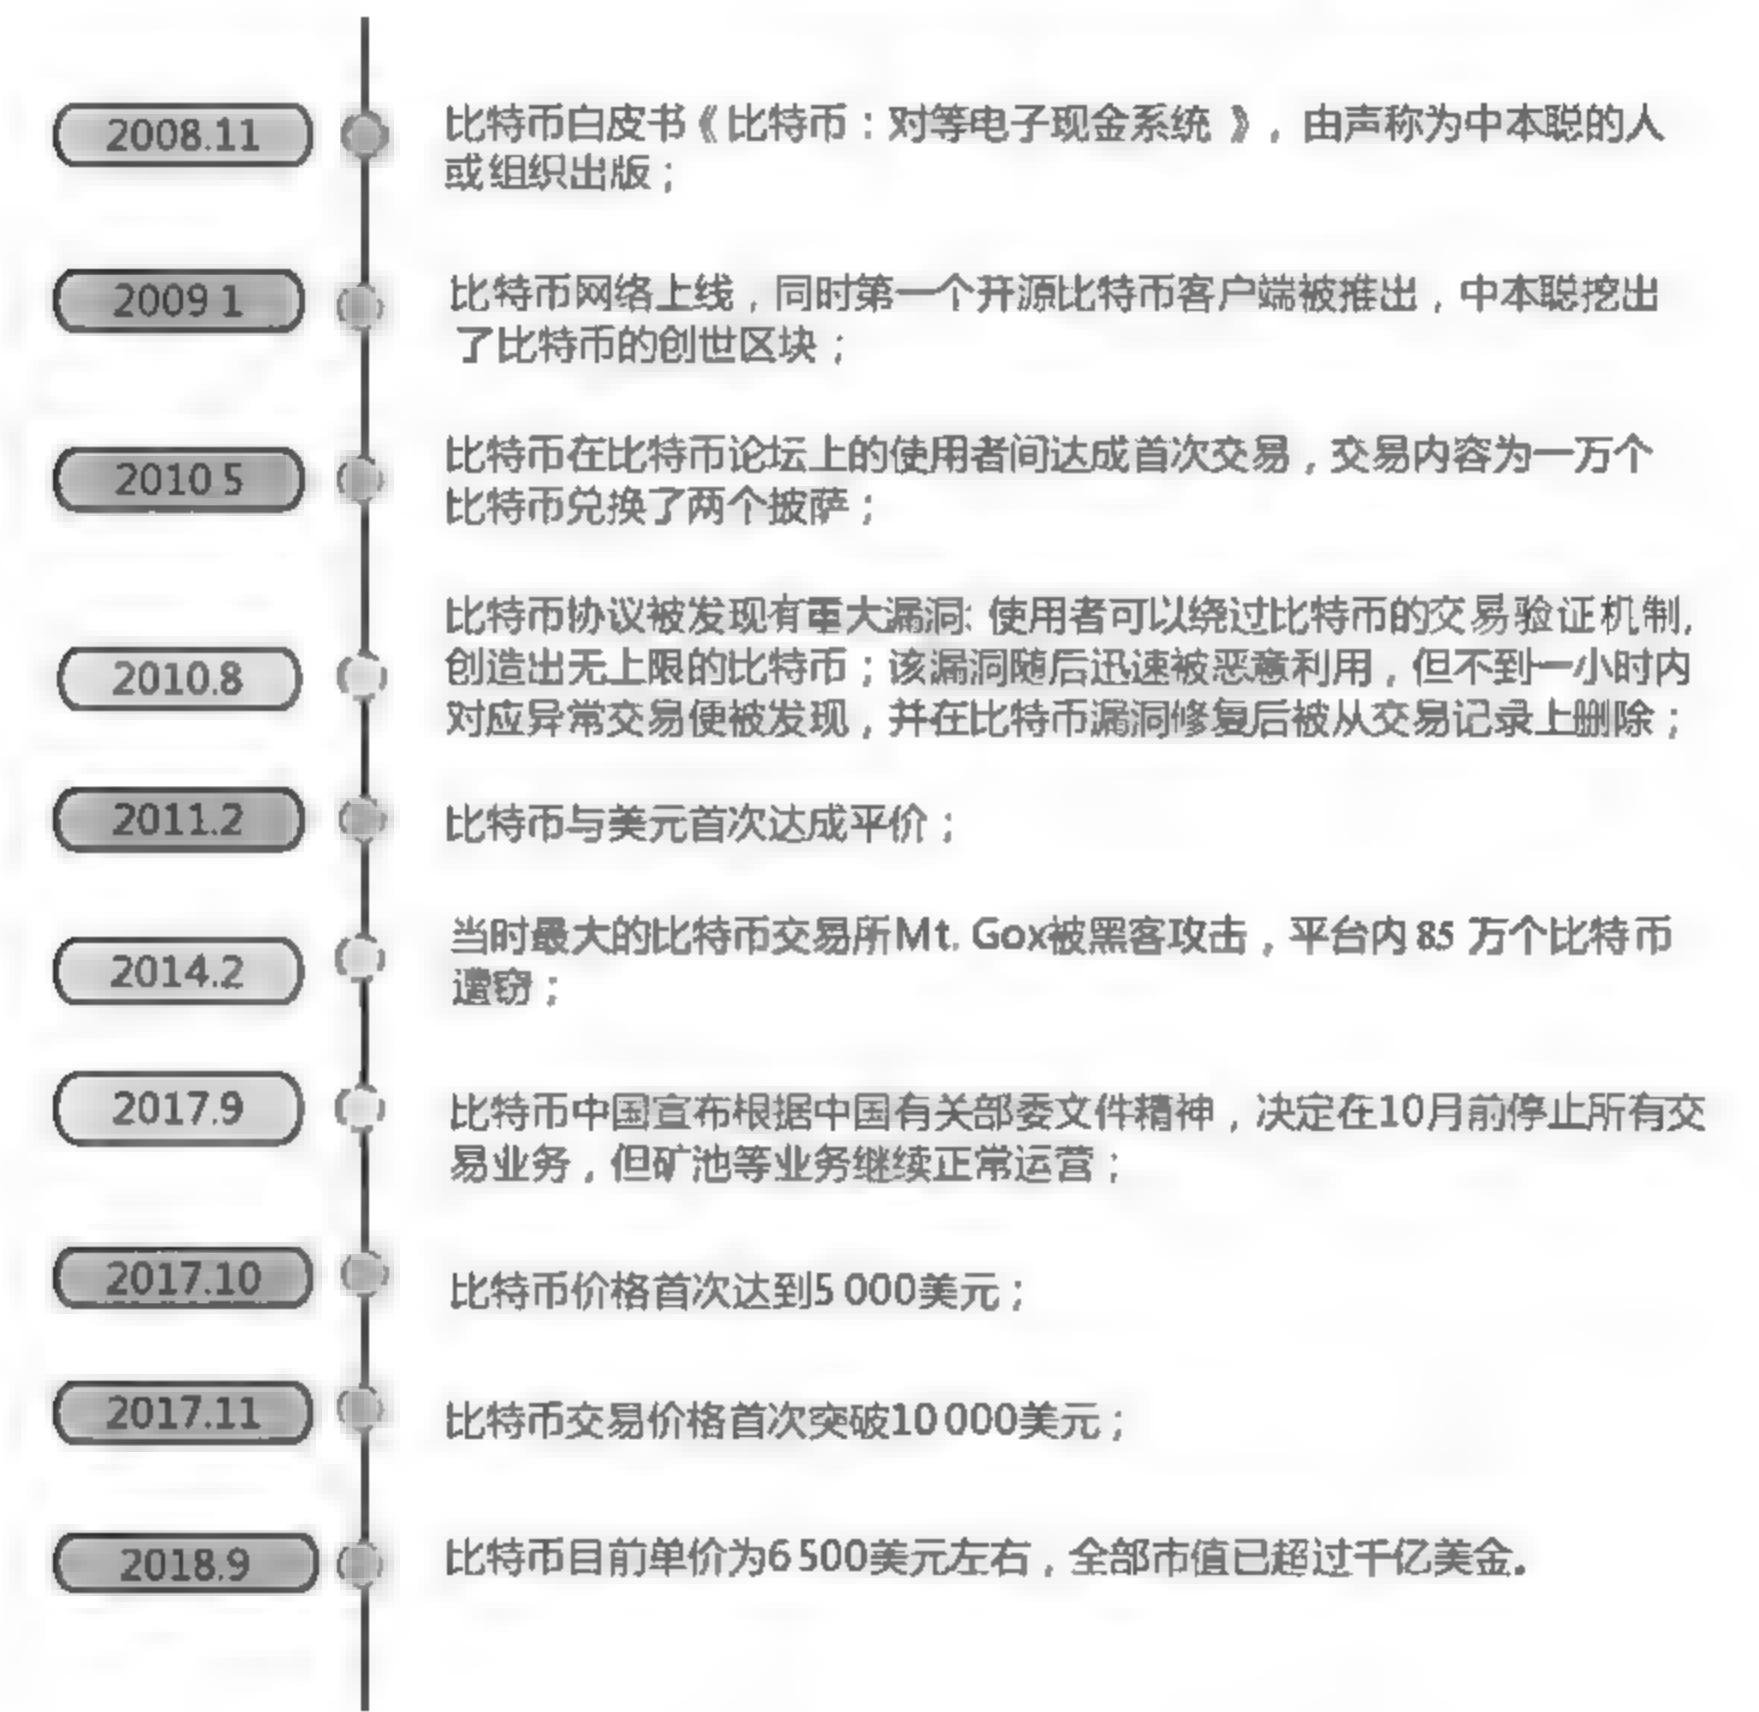 2008.11
比特币白皮书《比特币：对等电子现金系统 》，由声称为中本聪的人
或组织出版；
2009 1
比特币网络上线，同时第一个开源比特币客户端被推出，中本聪挖出
了比特币的创世区块；
2010 5
比特币在比特币论坛上的使用者间达成首次交易，交易内容为一万个
比特币兑换了两个披萨；
2010.8
比特币协议被发现有重大漏洞: 使用者可以绕过比特币的交易验证机制,
创造出无上限的比特币；该漏洞随后迅速被恶意利用，但不到一小时内
对应异常交易便被发现，并在比特币漏洞修复后被从交易记录上删除；
2011.2
比特币与美元首次达成平价；
2014.2
当时最大的比特币交易所Mt. Gox被黑客攻击，平台内 85 万个比特币
遭窃；
2017.9
比特币中国宣布根据中国有关部委文件精神，决定在10月前停止所有交
易业务，但矿池等业务继续正常运营；
2017.10
比特币价格首次达到5 000美元；
2017.11
比特币交易价格首次突破10 000美元；
2018.9
比特币目前单价为6 500美元左右，全部市值已超过千亿美金。